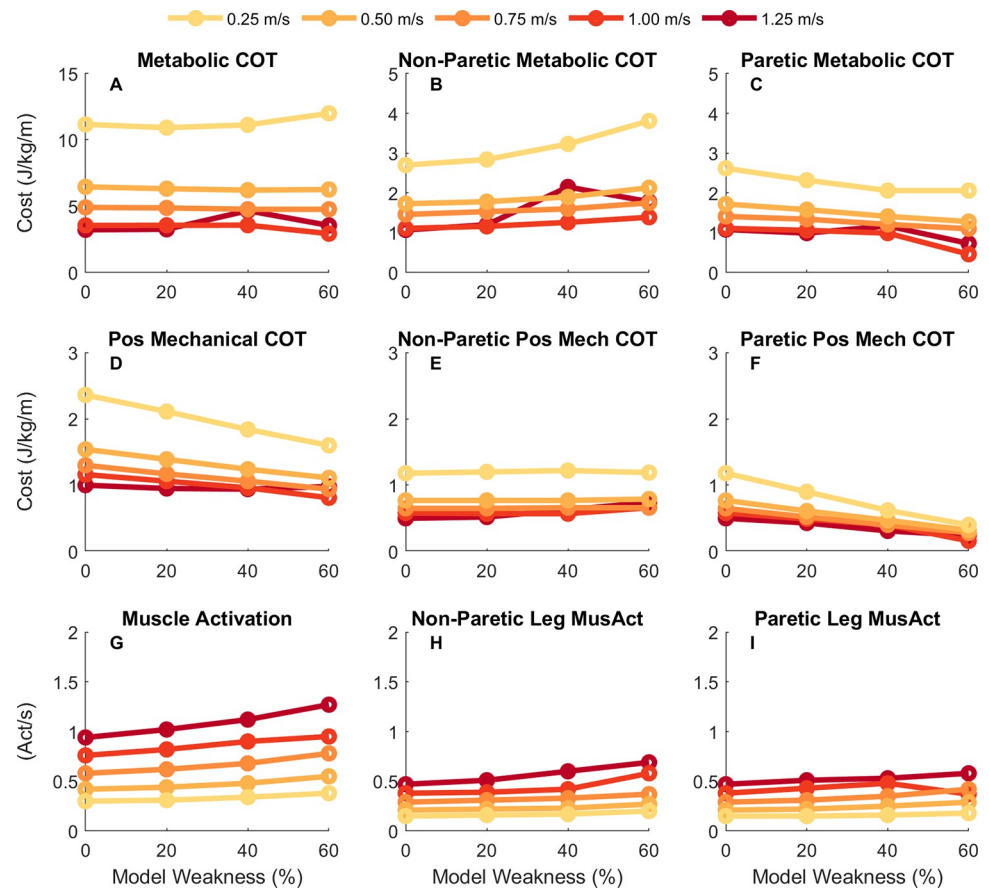 0.25 m/s 0.50 m/s 0.75 m/s 1.00 m/s 1.25 m/s
Metabolic COT Non-Paretic Metabolic COT Paretic Metabolic COT
A B C
15 10 5 0
5 4 3 2 1 0
5 4 3 2 1 0
Cost (J/kg/m)
0 20 40 60 0 20 40 60 0 20 40 60
Pos Mechanical COT Non-Paretic Pos Mech COT Paretic Pos Mech COT
D E F
3 2 1 0
3 2 1 0
3 2 1 0
Cost (J/kg/m)
0 20 40 60 0 20 40 60 0 20 40 60
Muscle Activation Non-Paretic Leg MusAct Paretic Leg MusAct
G H I
2 1.5 1 0.5 0
2 1.5 1 0.5 0
2 1.5 1 0.5 0
(Act/s)
0 20 40 60 0 20 40 60 0 20 40 60
Model Weakness (%) Model Weakness (%) Model Weakness (%)